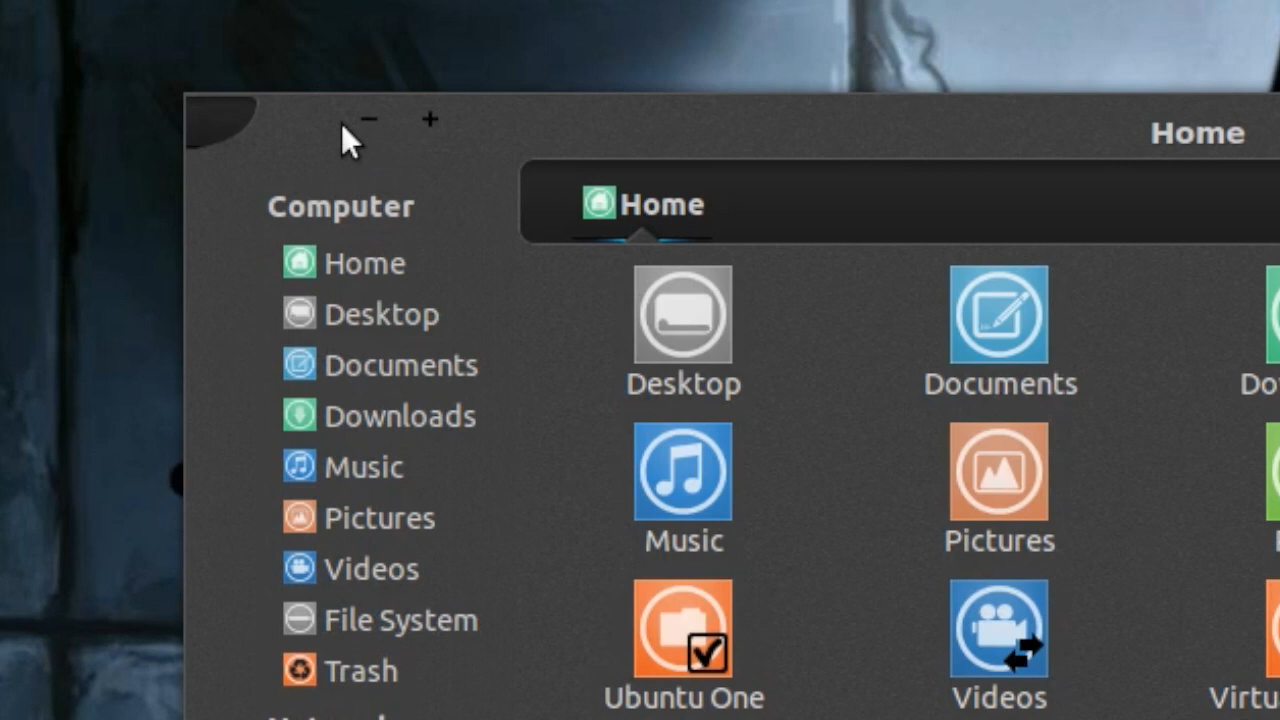 Home
Home
Computer
Home
Desktop
Documents
Downloads
Music
Pictures
Videos
File System
Trash
Desktop
Documents
Music
Pictures
Ubuntu One
Videos